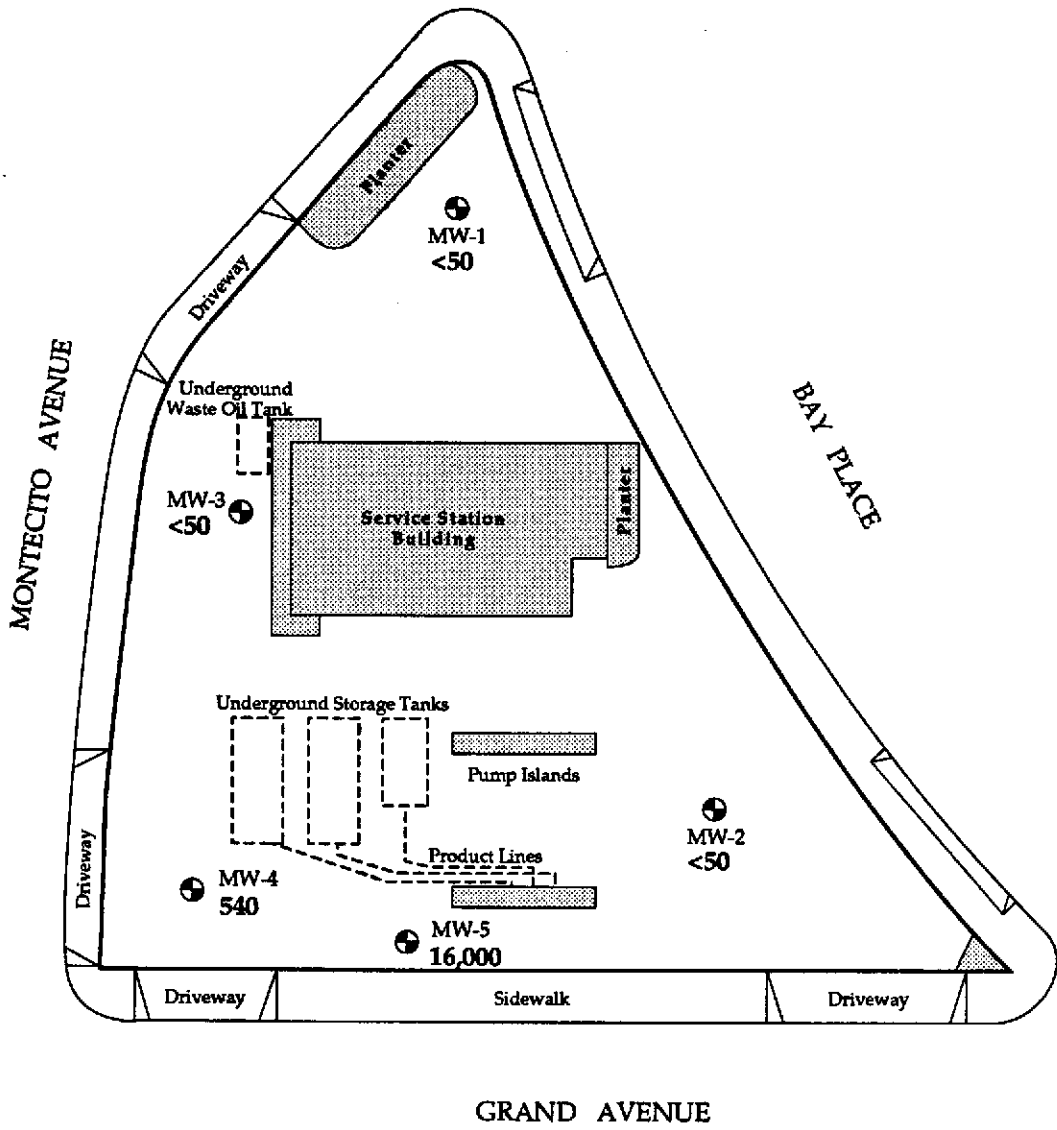 Planter
MW-1
<50
Driveway
MONTECITO AVENUE
BAY PLACE
Underground
Waste Oil Tank
MW-3
<50
Service Station
Building
Planter
Underground Storage Tanks
Pump Islands
MW-2
<50
Product Lines
Driveway
MW-4
540
MW-5
16,000
Driveway
Sidewalk
Driveway
GRAND AVENUE